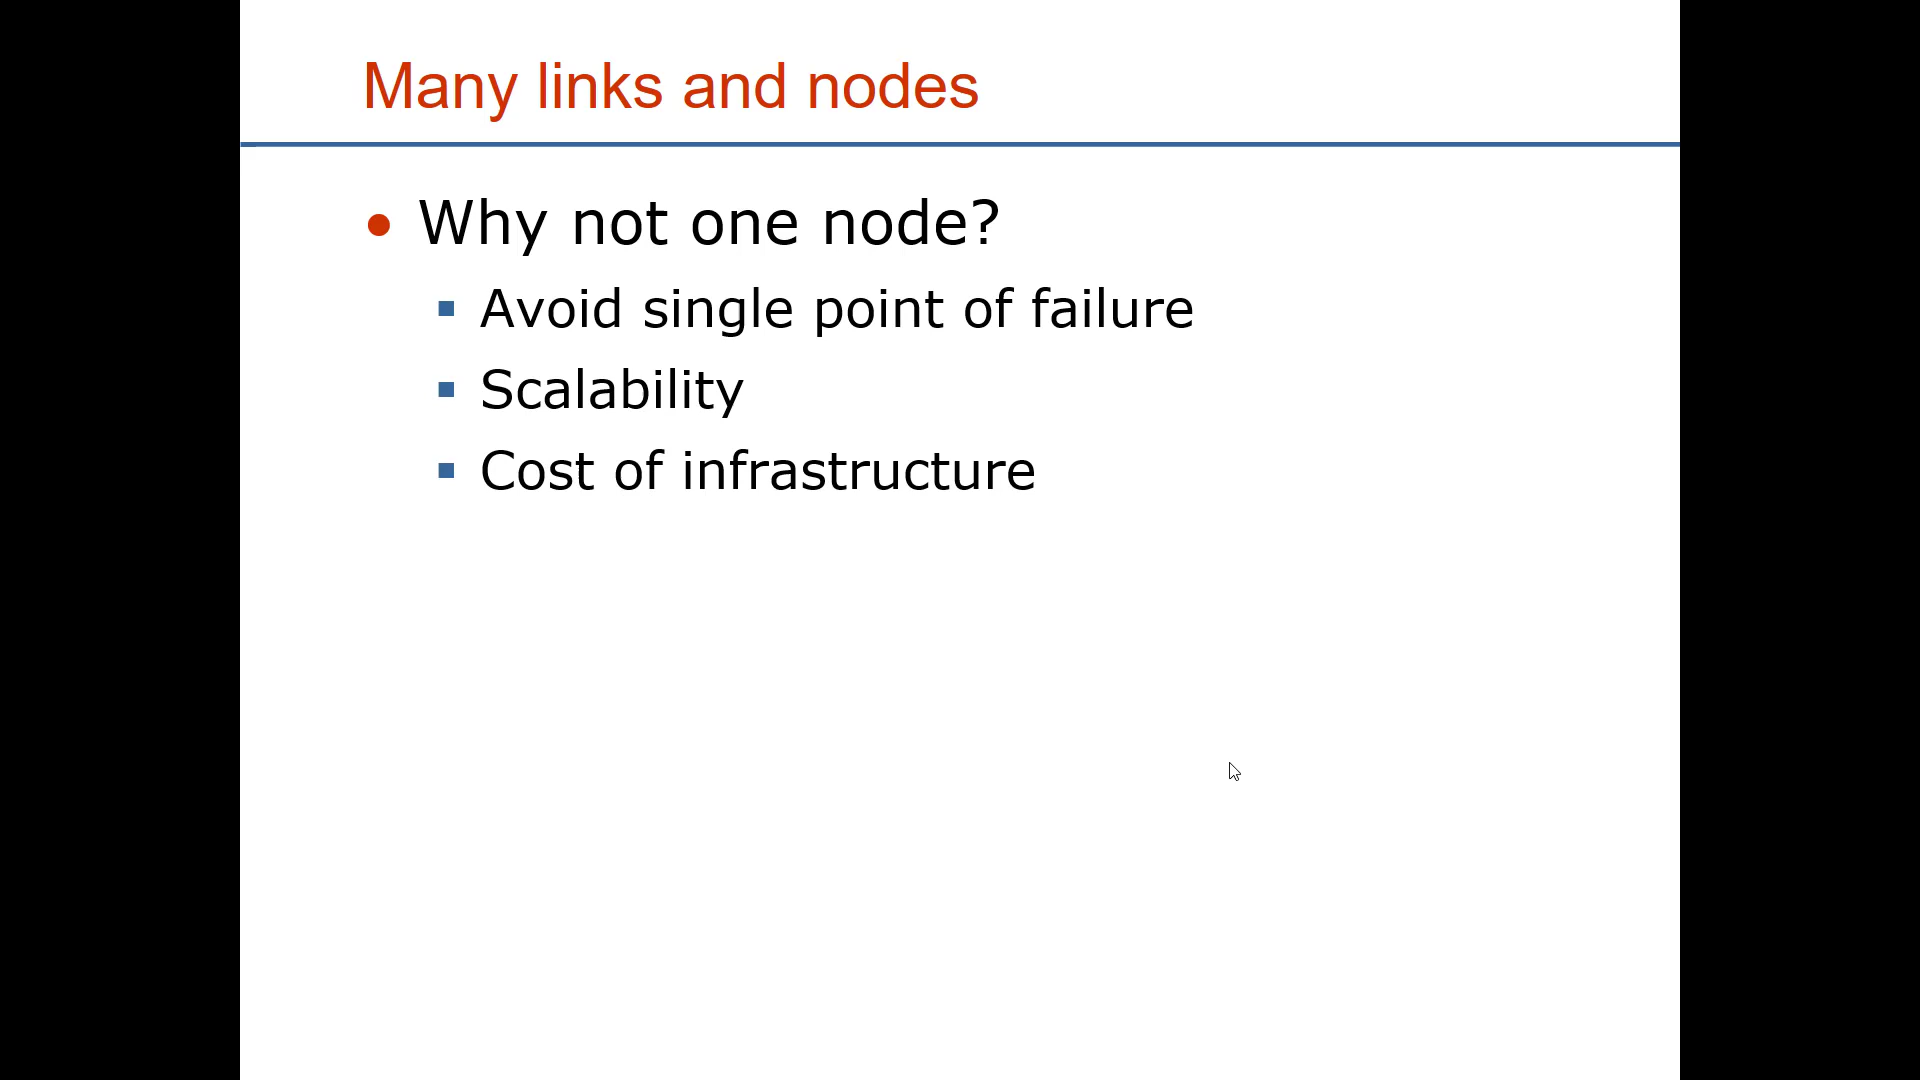 Many links and nodes
Why not one node?
Avoid single point of failure
Scalability
Cost of infrastructure